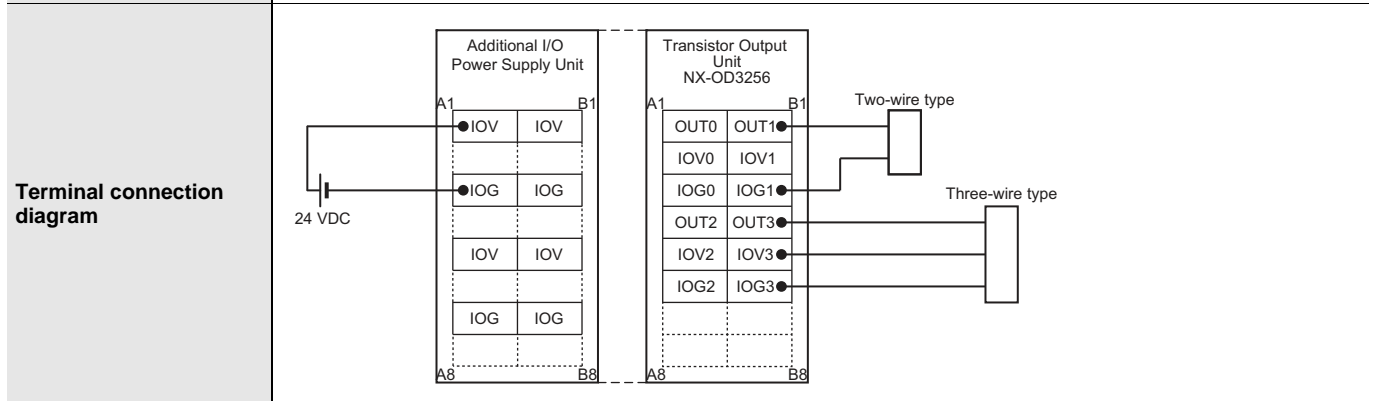 Terminal connection
diagram
Additional I/O
Power Supply Unit
A1 B1
IOV IOV
IOG IOG
IOV IOV
IOG IOG
A8 B8
24 VDC
Transistor Output
Unit
NX-OD3256
A1 B1
OUT0 OUT1
IOV0 IOV1
IOG0 IOG1
OUT2 OUT3
IOV2 IOV3
IOG2 IOG3
A8 B8
Two-wire type
Three-wire type